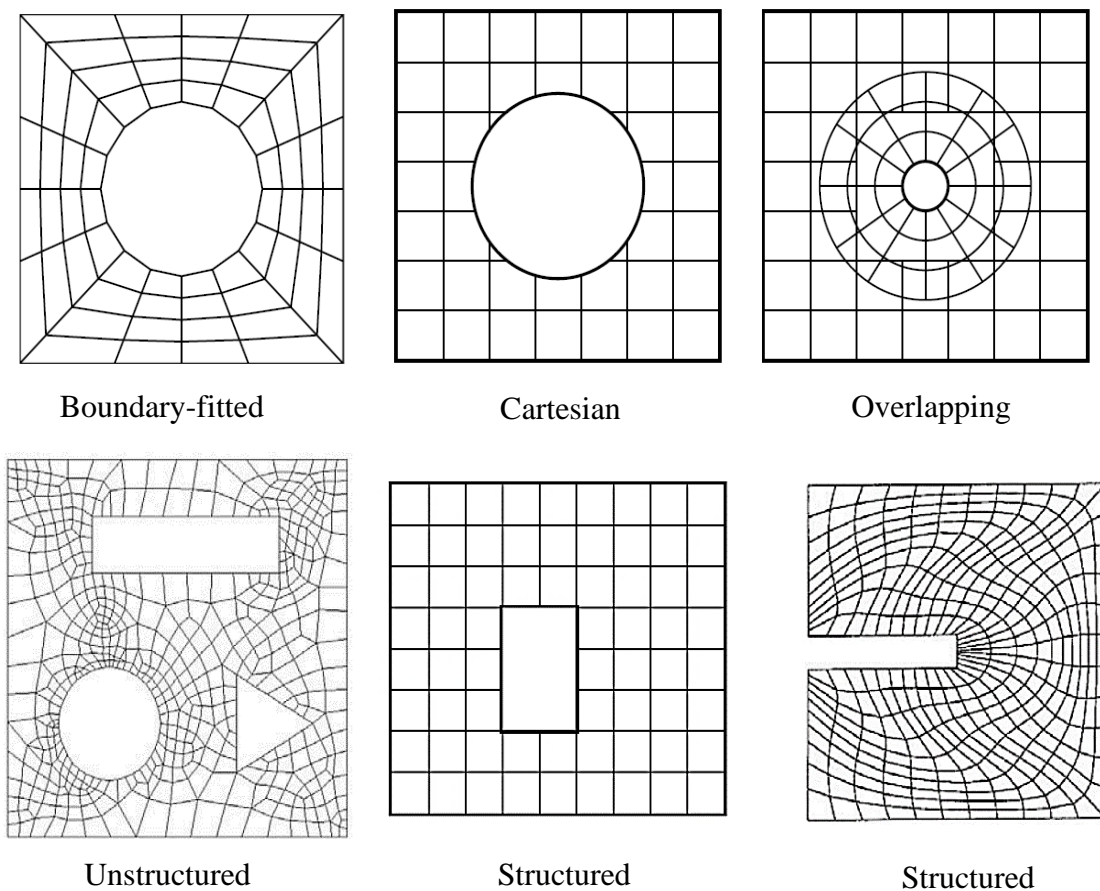 Boundary-fitted
Cartesian
Overlapping
Unstructured
Structured
Structured